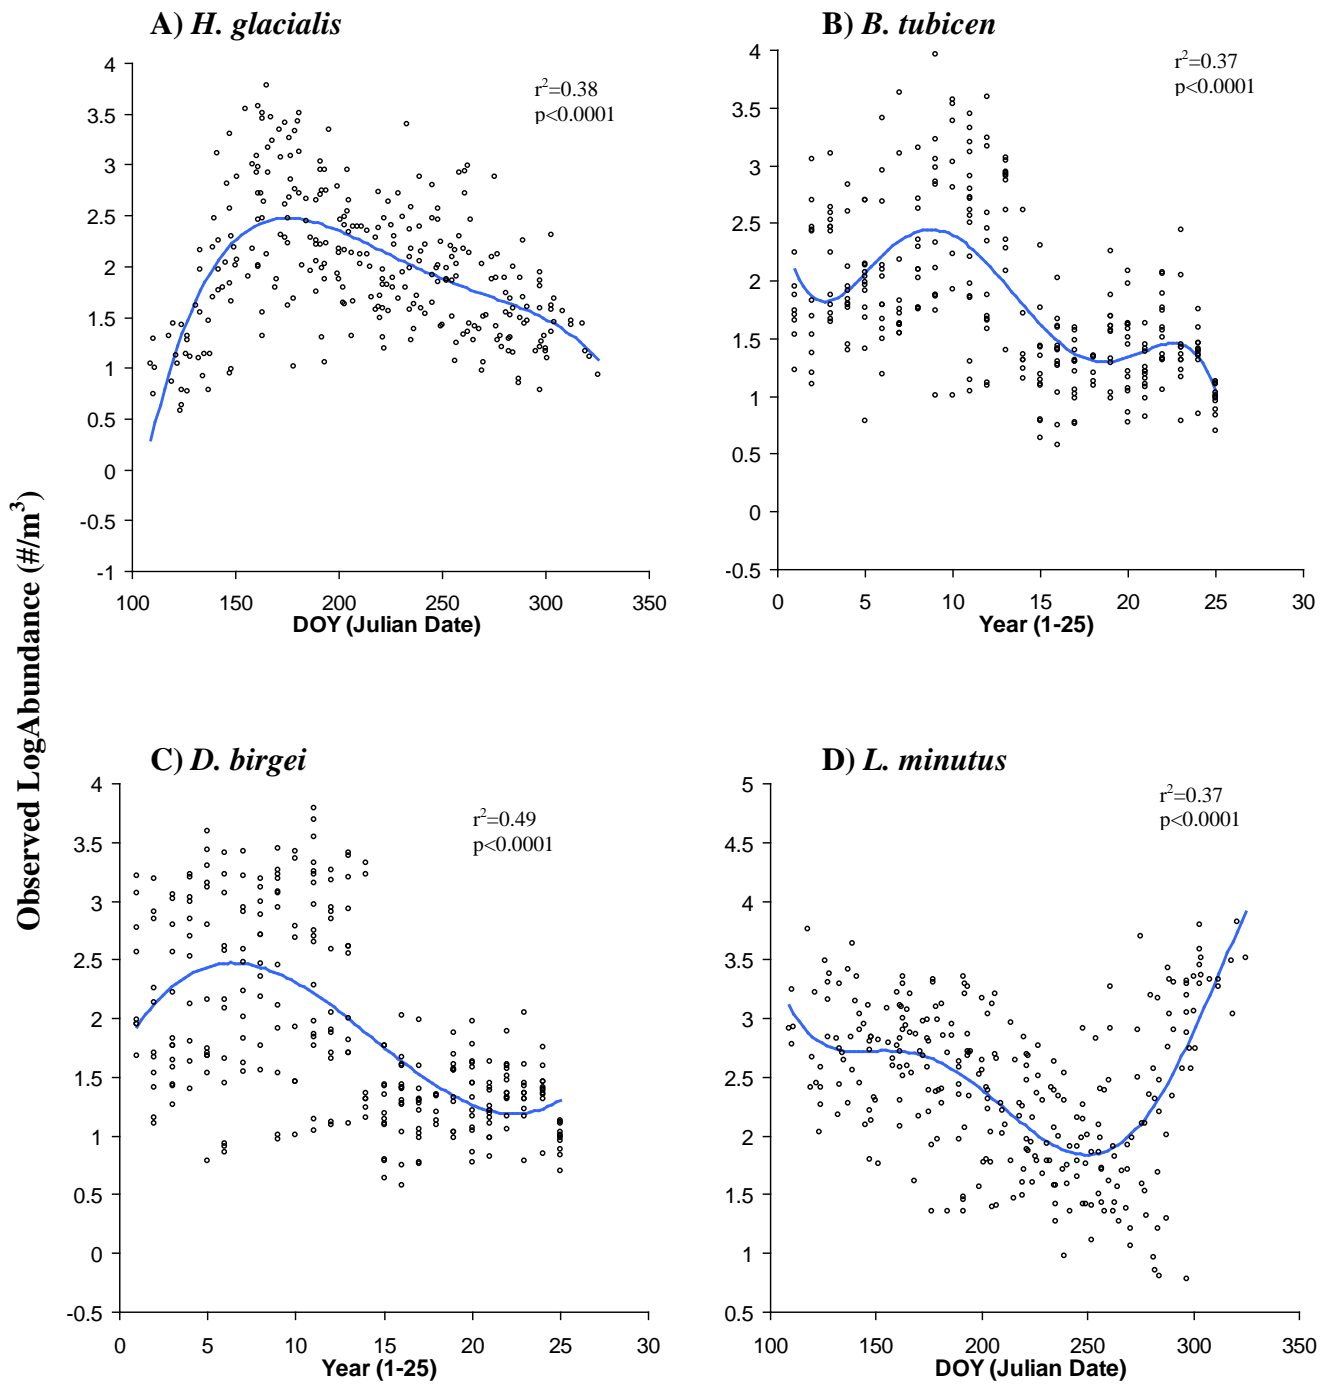 A) H. glacialis
r²=0.38
p<0.0001
4
3.5
3
2.5
2
1.5
1
0.5
0
-0.5
-1
100 150 200 250 300 350
DOY (Julian Date)
B) B. tubicen
r²=0.37
p<0.0001
4
3.5
3
2.5
2
1.5
1
0.5
0
-0.5
0 5 10 15 20 25 30
Year (1-25)
Observed LogAbundance (#/m³)
C) D. birgei
r²=0.49
p<0.0001
4
3.5
3
2.5
2
1.5
1
0.5
0
-0.5
0 5 10 15 20 25 30
Year (1-25)
D) L. minutus
r²=0.37
p<0.0001
5
4.5
4
3.5
3
2.5
2
1.5
1
0.5
100 150 200 250 300 350
DOY (Julian Date)